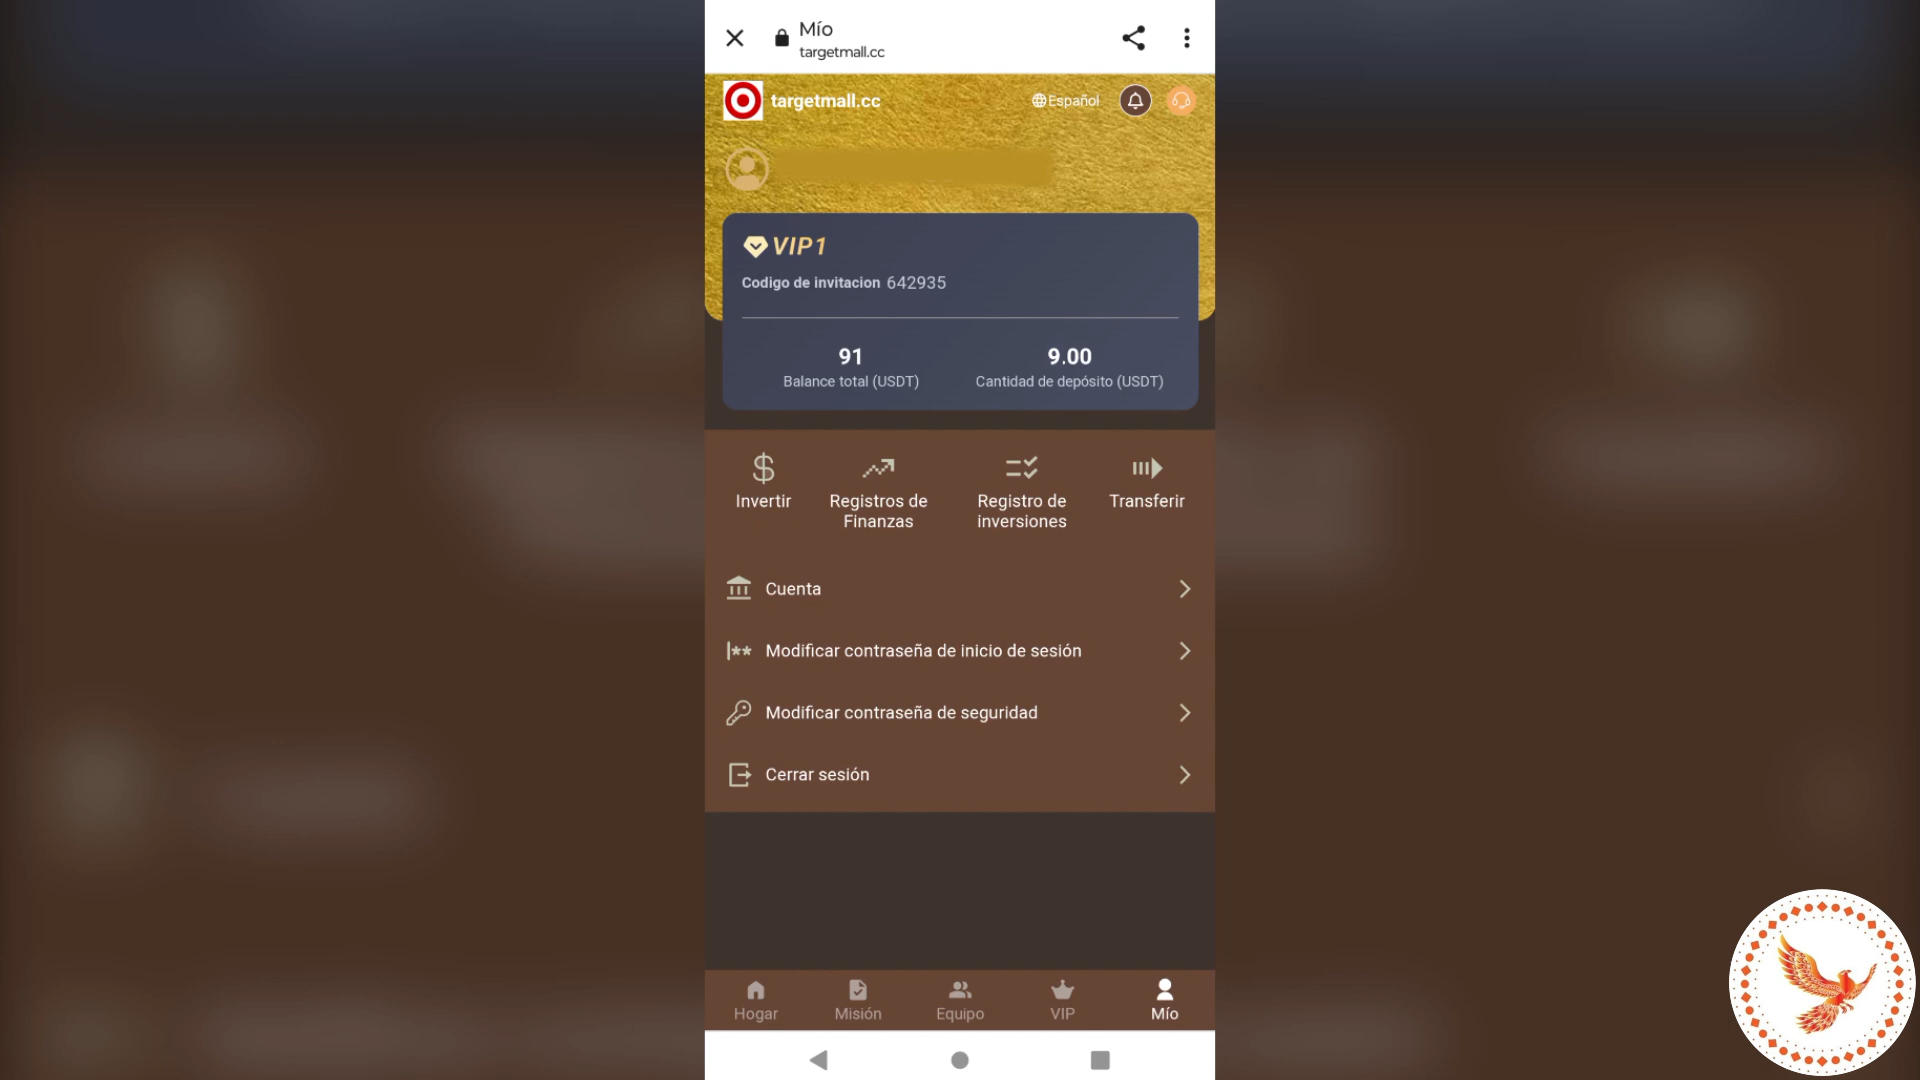 Mío
targetmall.cc
targetmall.cc
Español
VIP1
Codigo de invitacion 642935
91
Balance total (USDT)
9.00
Cantidad de depósito (USDT)
Invertir
Registros de
Finanzas
Registro de
inversiones
Transferir
Cuenta
Modificar contraseña de inicio de sesión
Modificar contraseña de seguridad
Cerrar sesión
Hogar
Misión
Equipo
VIP
Mío